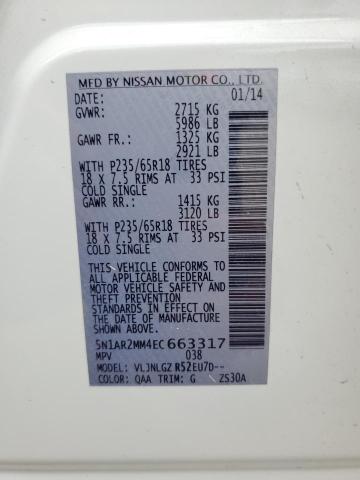 MFD BY NISSAN MOTOR CO., LTD.
DATE: 01/14
GVWR: 2715 KG
5986 LB
GAWR FR.: 1325 KG
2921 LB
WITH P235/65R18 TIRES
18 X 7.5 RIMS AT 33 PSI
COLD SINGLE
GAWR RR.: 1415 KG
3120 LB
WITH P235/65R18 TIRES
18 X 7.5 RIMS AT 33 PSI
COLD SINGLE
THIS VEHICLE CONFORMS TO
ALL APPLICABLE FEDERAL
MOTOR VEHICLE SAFETY AND
THEFT PREVENTION
STANDARDS IN EFFECT ON
THE DATE OF MANUFACTURE
SHOWN ABOVE.
5N1AR2MM4EC663317
MPV 038
MODEL: VLJNLGZ R52EU7D--
COLOR: QAA TRIM: G ZS30A